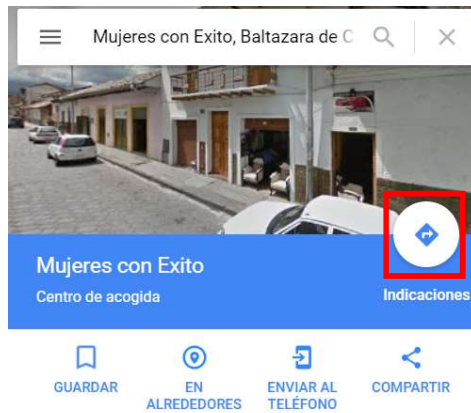 Mujeres con Exito, Baltazara de C
Mujeres con Exito
Centro de acogida
Indicaciones
GUARDAR
EN
ALREDEDORES
ENVIAR AL
TELÉFONO
COMPARTIR